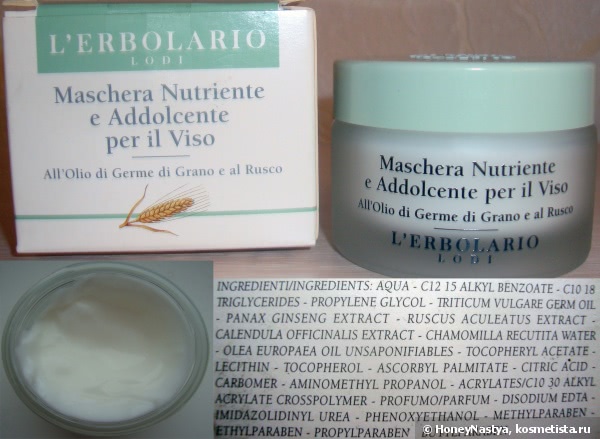 L'ERBOLARIO
LODI
Maschera Nutriente
e Addolcente
per il Viso
All'Olio di Germe di Grano e al Rusco
Maschera Nutriente
e Addolcente per il Viso
All'Olio di Germe di Grano e al Rusco
L'ERBOLARIO
LODI
INGREDIENTI/INGREDIENTS: AQUA - C12 15 ALKYL BENZOATE - C10 18
TRIGLYCERIDES - PROPYLENE GLYCOL - TRITICUM VULGARE GERM OIL
- PANAX GINSENG EXTRACT - RUSCUS ACULEATUS EXTRACT -
CALENDULA OFFICINALIS EXTRACT - CHAMOMILLA RECUTITA WATER
- OLEA EUROPAEA OIL UNSAPONIFIABLES - TOCOPHERYL ACETATE -
LECITHIN - TOCOPHEROL - ASCORBYL PALMITATE - CITRIC ACID -
CARBOMER - AMINOMETHYL PROPANOL - ACRYLATES/C10 30 ALKYL
ACRYLATE CROSSPOLYMER - PROFUMO/PARFUM - DISODIUM EDTA -
IMIDAZOLIDINYL UREA - PHENOXYETHANOL - METHYLPARABEN -
ETHYLPARABEN - PROPYLPARABEN - BUTYLPARABEN
© HoneyNastya, kosmetista.ru